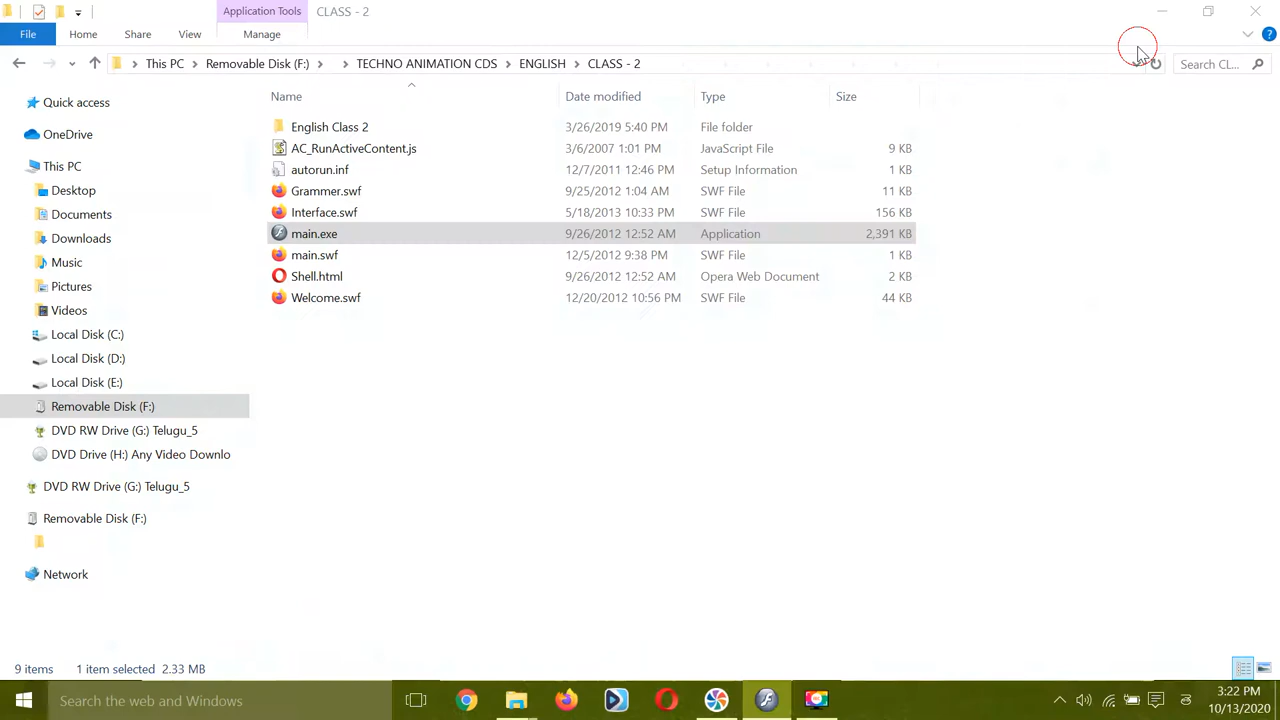 Application Tools CLASS - 2
File Home Share View Manage
This PC Removable Disk (F:) TECHNO ANIMATION CDS ENGLISH CLASS - 2 Search CL...
Name Date modified Type Size
Quick access
OneDrive
This PC
Desktop
Documents
Downloads
Music
Pictures
Videos
Local Disk (C:)
Local Disk (D:)
Local Disk (E:)
Removable Disk (F:)
DVD RW Drive (G:) Telugu_5
DVD Drive (H:) Any Video Downlo
DVD RW Drive (G:) Telugu_5
Removable Disk (F:)
Network
English Class 2 3/26/2019 5:40 PM File folder
AC_RunActiveContent.js 3/6/2007 1:01 PM JavaScript File 9 KB
autorun.inf 12/7/2011 12:46 PM Setup Information 1 KB
Grammer.swf 9/25/2012 1:04 AM SWF File 11 KB
Interface.swf 5/18/2013 10:33 PM SWF File 156 KB
main.exe 9/26/2012 12:52 AM Application 2,391 KB
main.swf 12/5/2012 9:38 PM SWF File 1 KB
Shell.html 9/26/2012 12:52 AM Opera Web Document 2 KB
Welcome.swf 12/20/2012 10:56 PM SWF File 44 KB
9 items 1 item selected 2.33 MB
Search the web and Windows
3:22 PM
10/13/2020